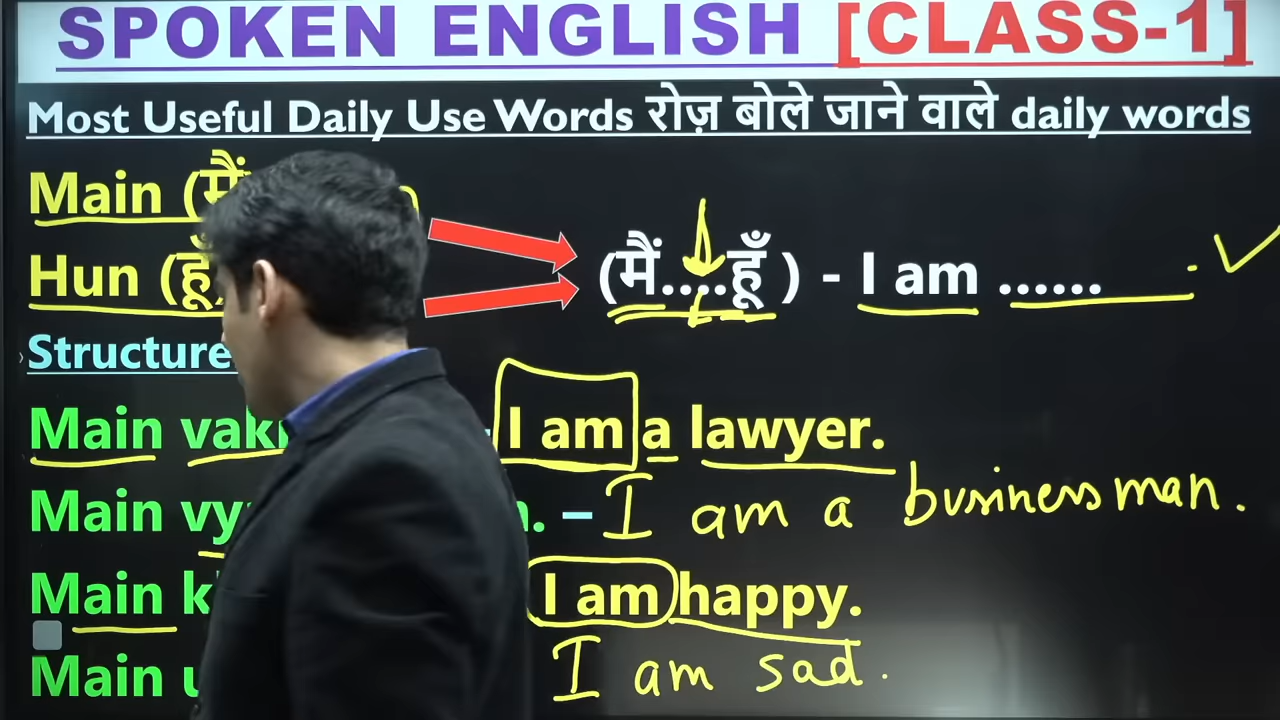 SPOKEN ENGLISH [CLASS-1]
Most Useful Daily Use Words रोज़ बोले जाने वाले daily words
Main (मैं
Hun (हूँ
(मैं....हूँ ) - I am ......
Structure
Main I am a lawyer.
Main – I am a businessman.
Main I am happy.
Main I am sad.